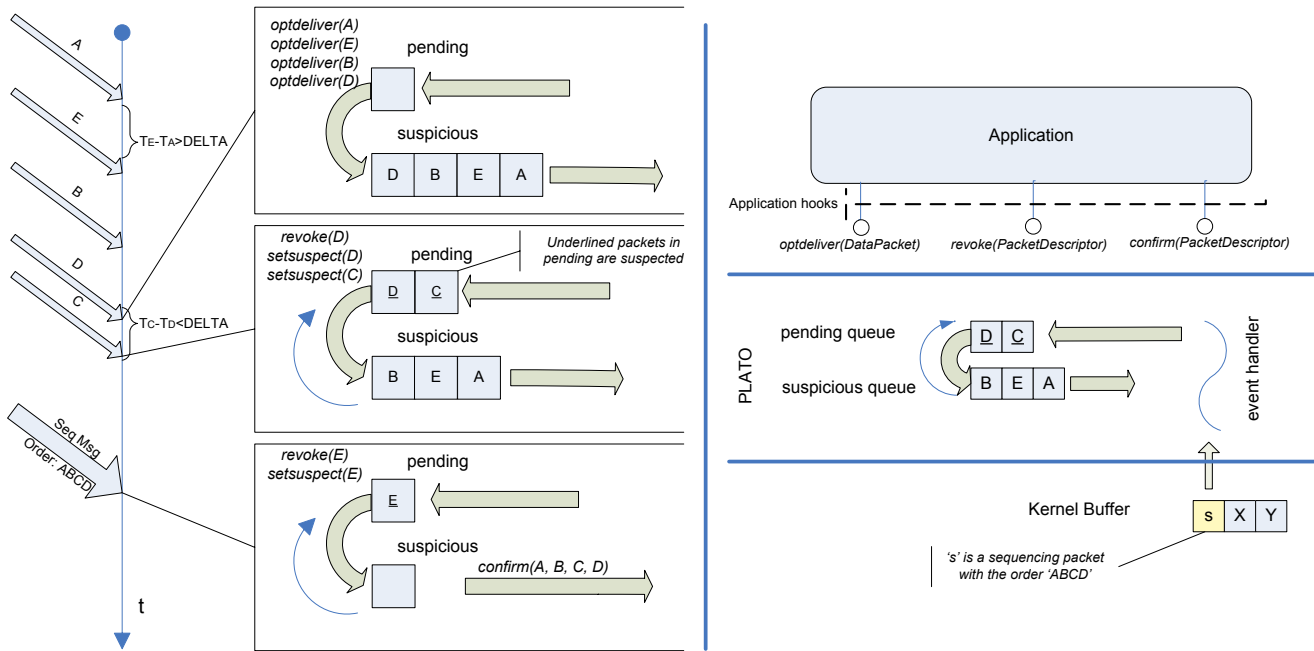 A
E
TE-TA>DELTA
B
D
C
TC-TD<DELTA
Seq Msg
Order: ABCD
t
optdeliver(A)
optdeliver(E)
optdeliver(B)
optdeliver(D)
pending
suspicious
D B E A
revoke(D)
setsuspect(D)
setsuspect(C)
pending
Underlined packets in
pending are suspected
D C
suspicious
B E A
revoke(E)
setsuspect(E)
pending
E
suspicious
confirm(A, B, C, D)
Application
Application hooks
optdeliver(DataPacket) revoke(PacketDescriptor) confirm(PacketDescriptor)
PLATO
pending queue
D C
suspicious queue
B E A
event handler
Kernel Buffer
s X Y
‘s’ is a sequencing packet
with the order ‘ABCD’